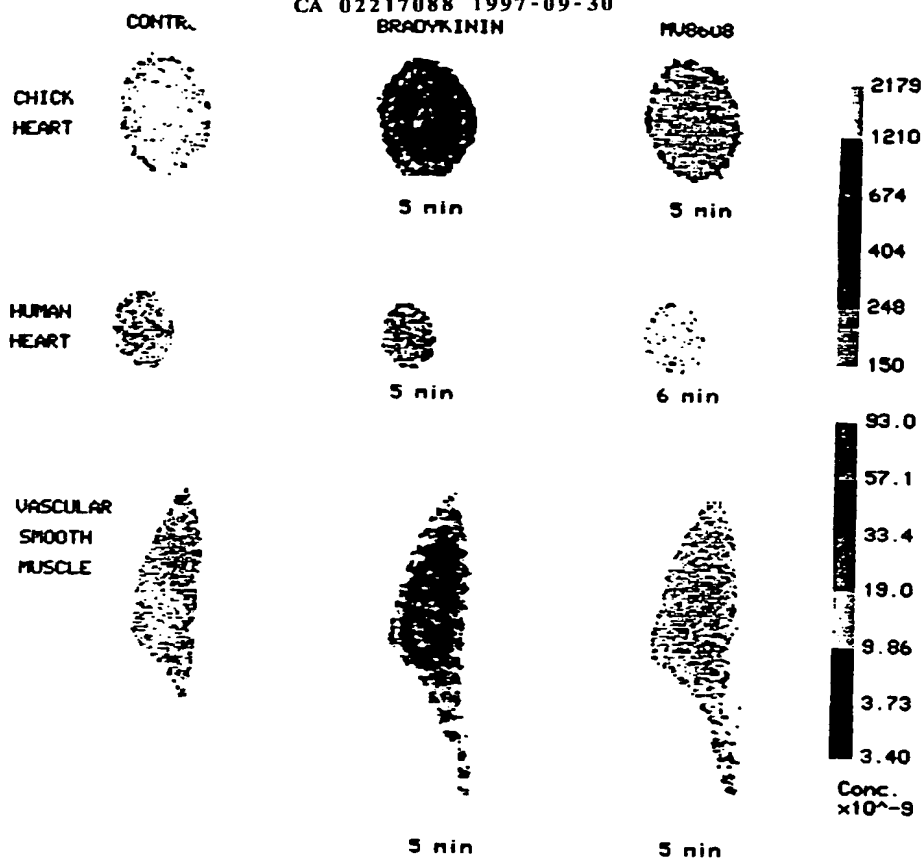 CA 02217088 1997-09-30
BRADYKININ
CHICK
HEART
5 min
5 min
HUMAN
HEART
5 min
6 min
VASCULAR
SMOOTH
MUSCLE
5 min
5 min
2179
1210
674
404
248
150
93.0
57.1
33.4
19.0
9.86
3.73
3.40
Conc.
x10^-9